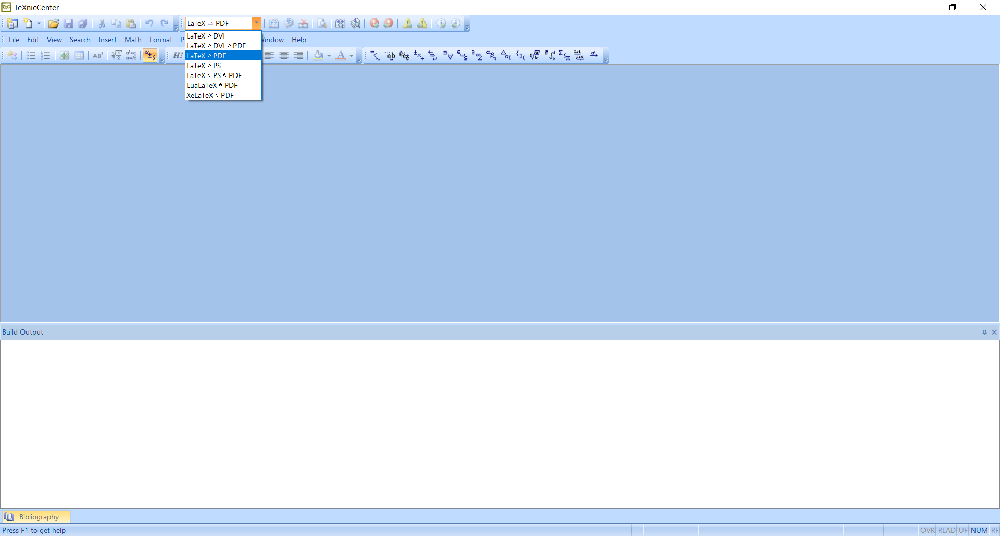 TeXnicCenter
LaTeX ⇨ PDF
LaTeX ⇨ DVI
LaTeX ⇨ DVI ⇨ PDF
LaTeX ⇨ PDF
LaTeX ⇨ PS
LaTeX ⇨ PS ⇨ PDF
LuaLaTeX ⇨ PDF
XeLaTeX ⇨ PDF
File Edit View Search Insert Math Format P indow Help
AB² H! A
Build Output
Bibliography
Press F1 to get help
OVR READ UF NUM RF